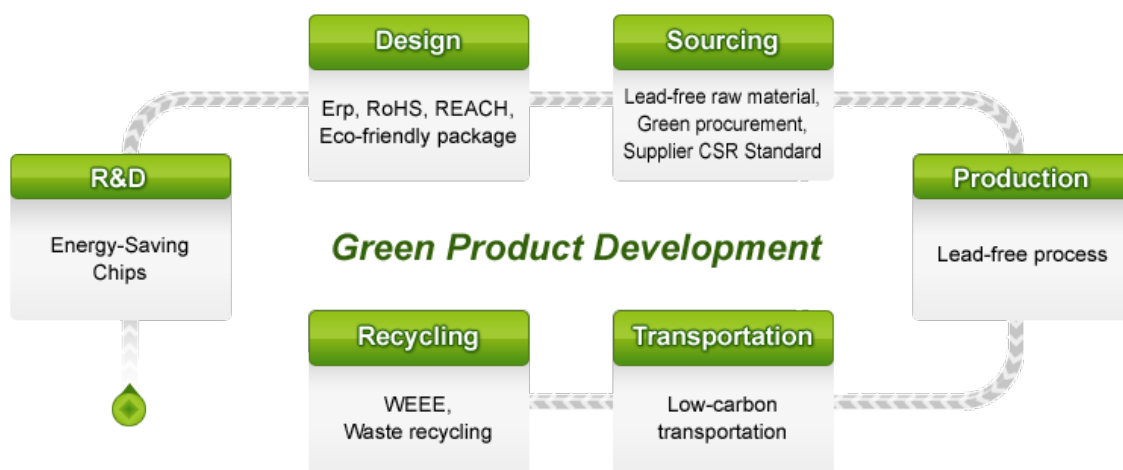 Design
Erp, RoHS, REACH,
Eco-friendly package
Sourcing
Lead-free raw material,
Green procurement,
Supplier CSR Standard
R&D
Energy-Saving
Chips
Production
Lead-free process
Green Product Development
Recycling
WEEE,
Waste recycling
Transportation
Low-carbon
transportation